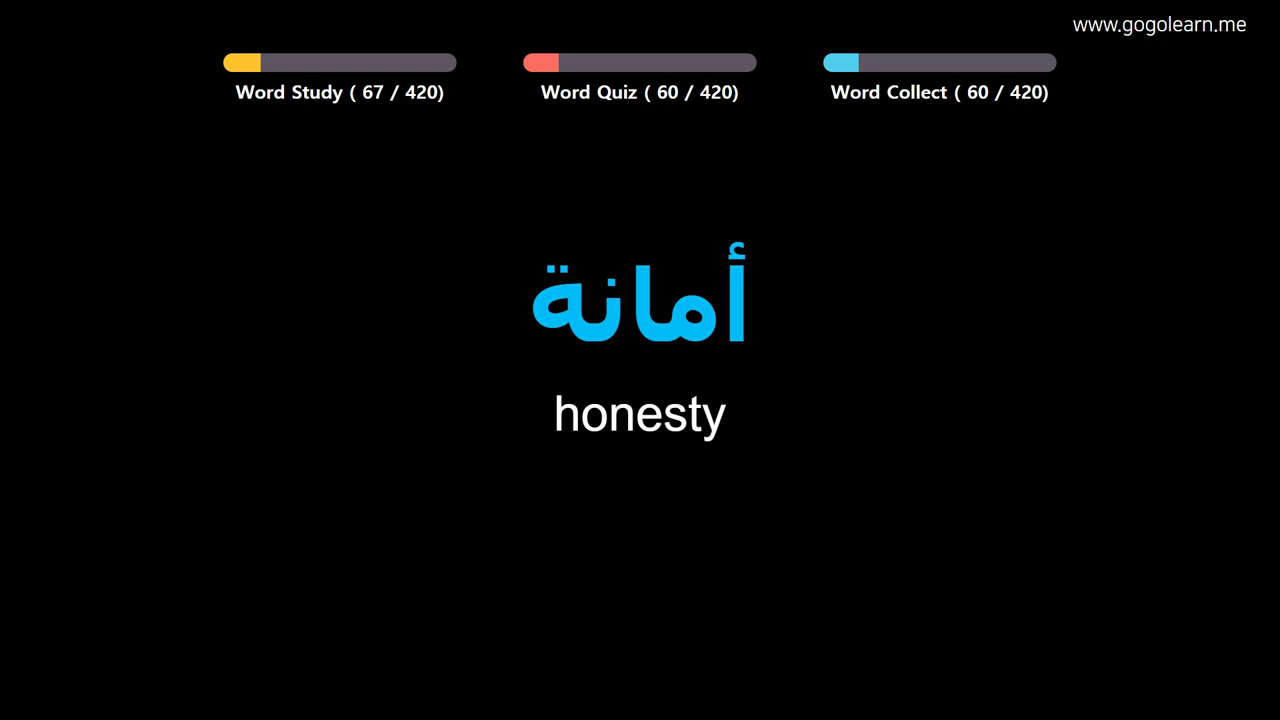 www.gogolearn.me
Word Study ( 67 / 420)
Word Quiz ( 60 / 420)
Word Collect ( 60 / 420)
أمانة
honesty